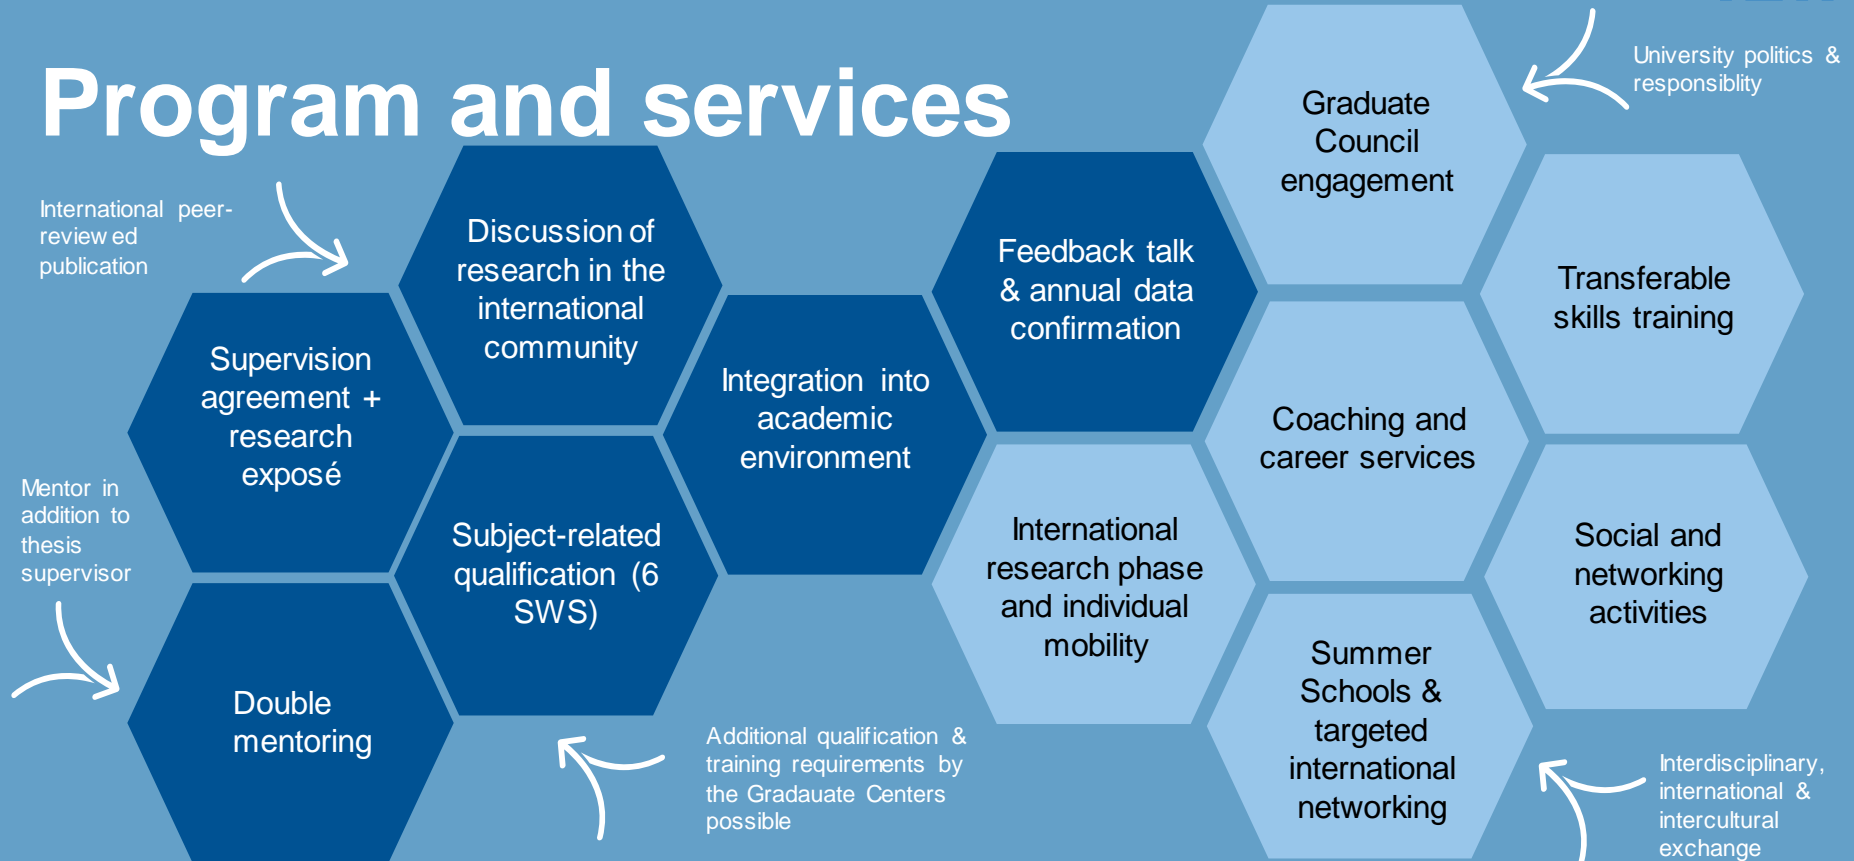 Program and services
International peer-
reviewed
publication
Discussion of
research in the
international
community
Supervision
agreement +
research
exposé
Mentor in
addition to
thesis
supervisor
Double
mentoring
Subject-related
qualification (6
SWS)
Additional qualification &
training requirements by
the Gradauate Centers
possible
Integration into
academic
environment
Feedback talk
& annual data
confirmation
International
research phase
and individual
mobility
Graduate
Council
engagement
University politics &
responsiblity
Coaching and
career services
Transferable
skills training
Social and
networking
activities
Summer
Schools &
targeted
international
networking
Interdisciplinary,
international &
intercultural
exchange